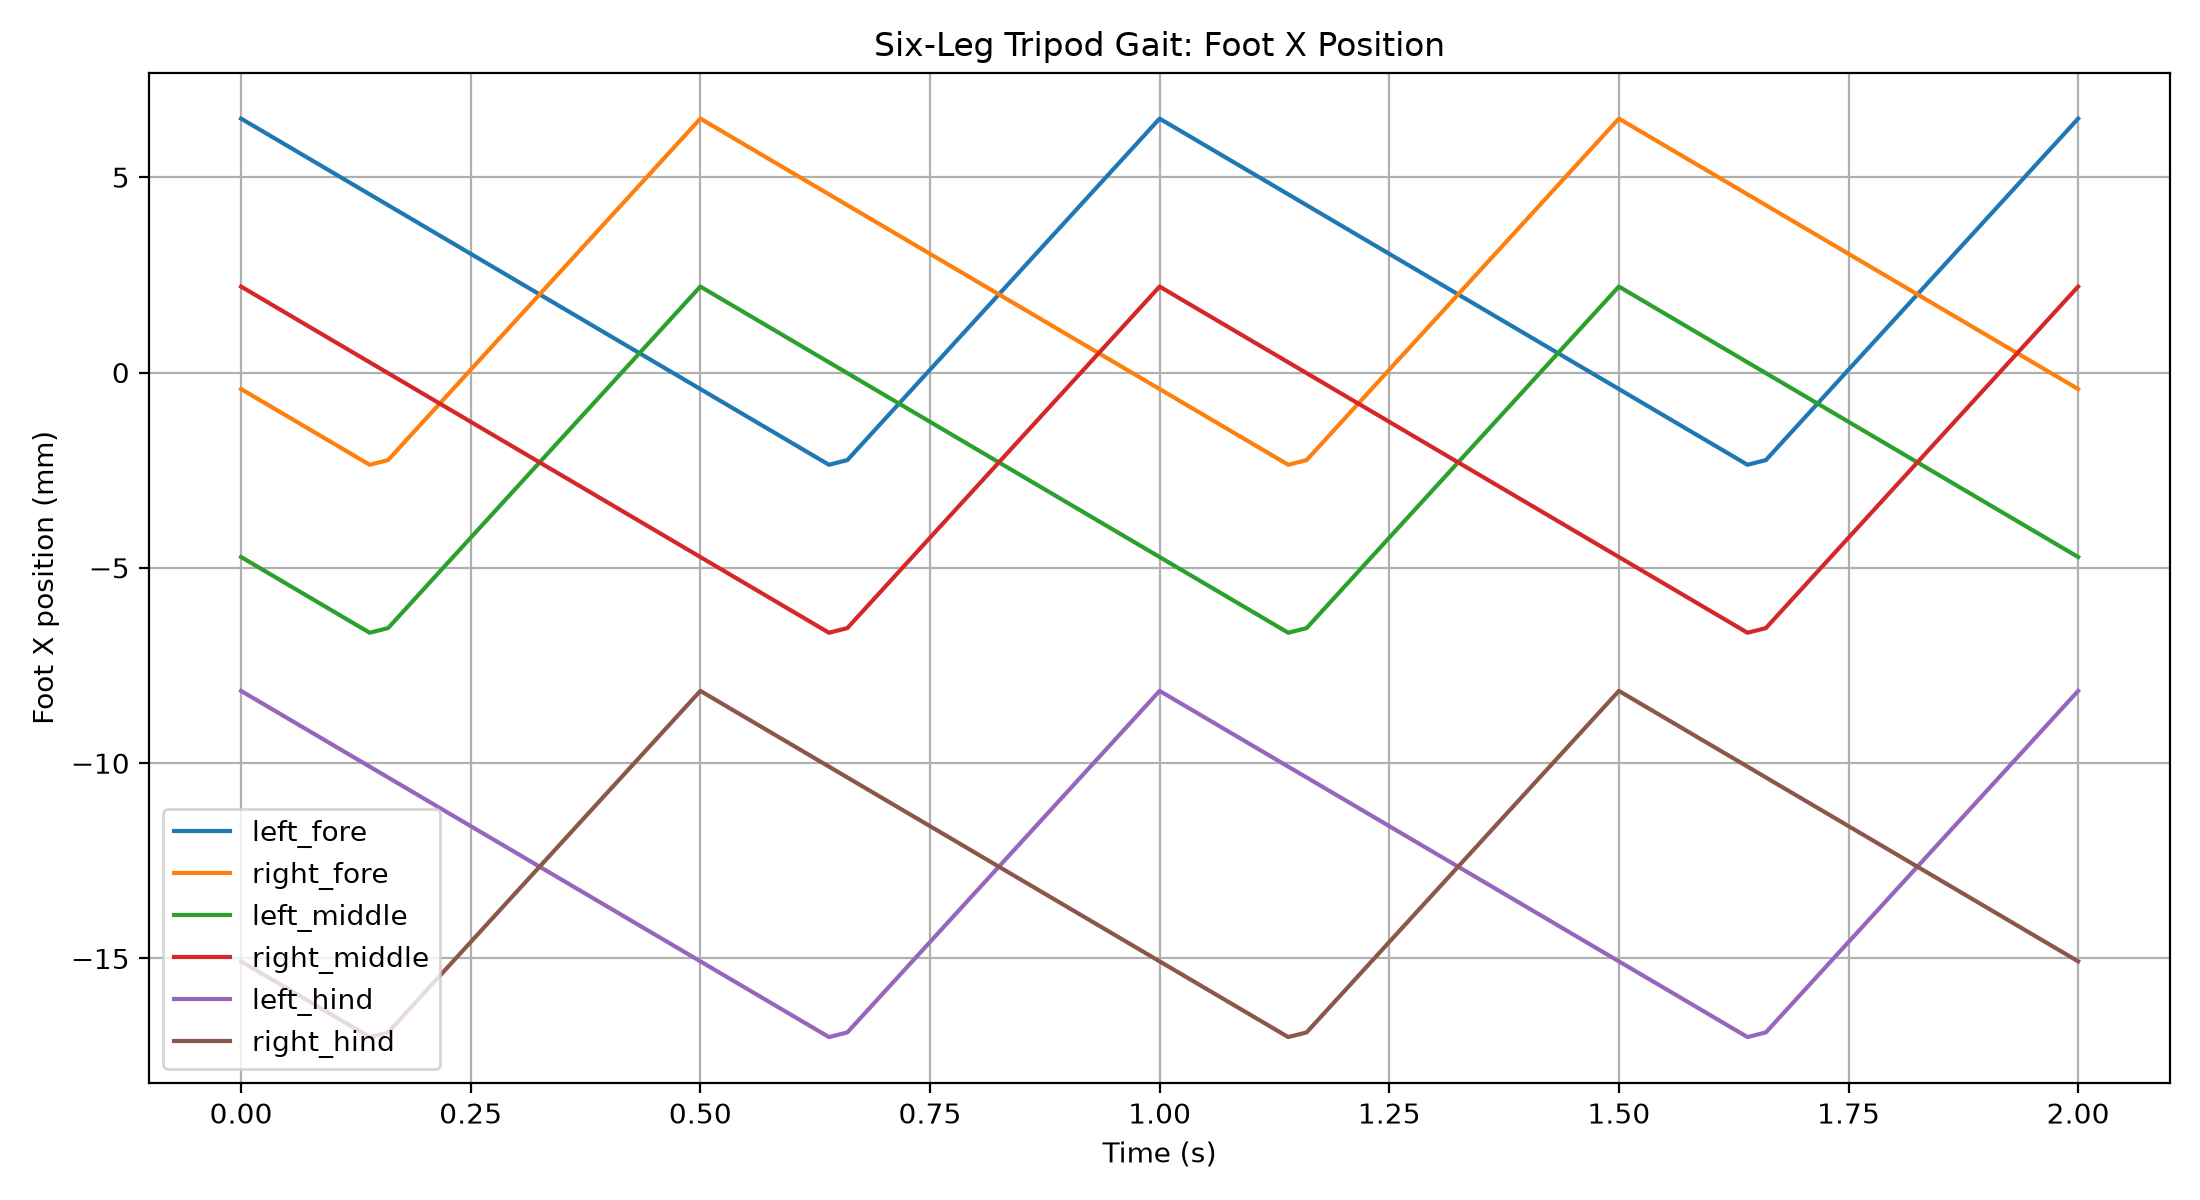 Six-Leg Tripod Gait: Foot X Position
Foot X position (mm)
5
0
−5
−10
−15
left_fore
right_fore
left_middle
right_middle
left_hind
right_hind
0.00 0.25 0.50 0.75 1.00 1.25 1.50 1.75 2.00
Time (s)